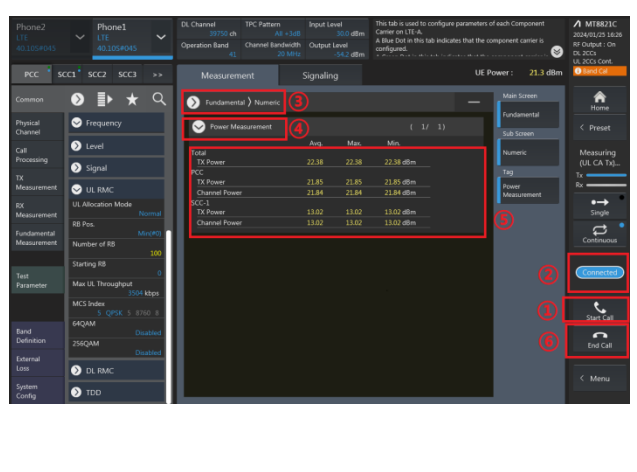 Phone2
LTE
40,10S#045
Phone1
LTE
40,10S#045
DL Channel
39750 ch
TPC Pattern
All +3dB
Input Level
30.0 dBm
Operation Band
41
Channel Bandwidth
20 MHz
Output Level
-54.2 dBm
This tab is used to configure parameters of each Component
Carrier on LTE-A.
A Blue Dot in this tab indicates that the component carrier is
configured.
MT8821C
2024/01/25 16:26
RF Output : On
DL 2CCs
UL 2CCs Cont.
Band Cal
PCC
SCC1
SCC2
SCC3
>>
Measurement
Signaling
UE Power : 21.3 dBm
Common
Physical
Channel
Call
Processing
TX
Measurement
RX
Measurement
Fundamental
Measurement
Test
Parameter
Band
Definition
External
Loss
System
Config
Frequency
Level
Signal
UL RMC
UL Allocation Mode
Normal
RB Pos.
Min(#0)
Number of RB
100
Starting RB
0
Max UL Throughput
3504 kbps
MCS Index
5 QPSK 5 8760 8
64QAM
Disabled
256QAM
Disabled
DL RMC
TDD
Fundamental > Numeric
③
Power Measurement
④
( 1/ 1)
Avg. Max. Min.
Total
TX Power 22.38 22.38 22.38 dBm
PCC
TX Power 21.85 21.85 21.85 dBm
Channel Power 21.84 21.84 21.84 dBm
SCC-1
TX Power 13.02 13.02 13.02 dBm
Channel Power 13.02 13.02 13.02 dBm
⑤
Main Screen
Fundamental
Sub Screen
Numeric
Tag
Power
Measurement
Home
< Preset
Measuring
(UL CA Tx)...
Tx
Rx
Single
Continuous
②
Connected
①
Start Call
⑥
End Call
< Menu